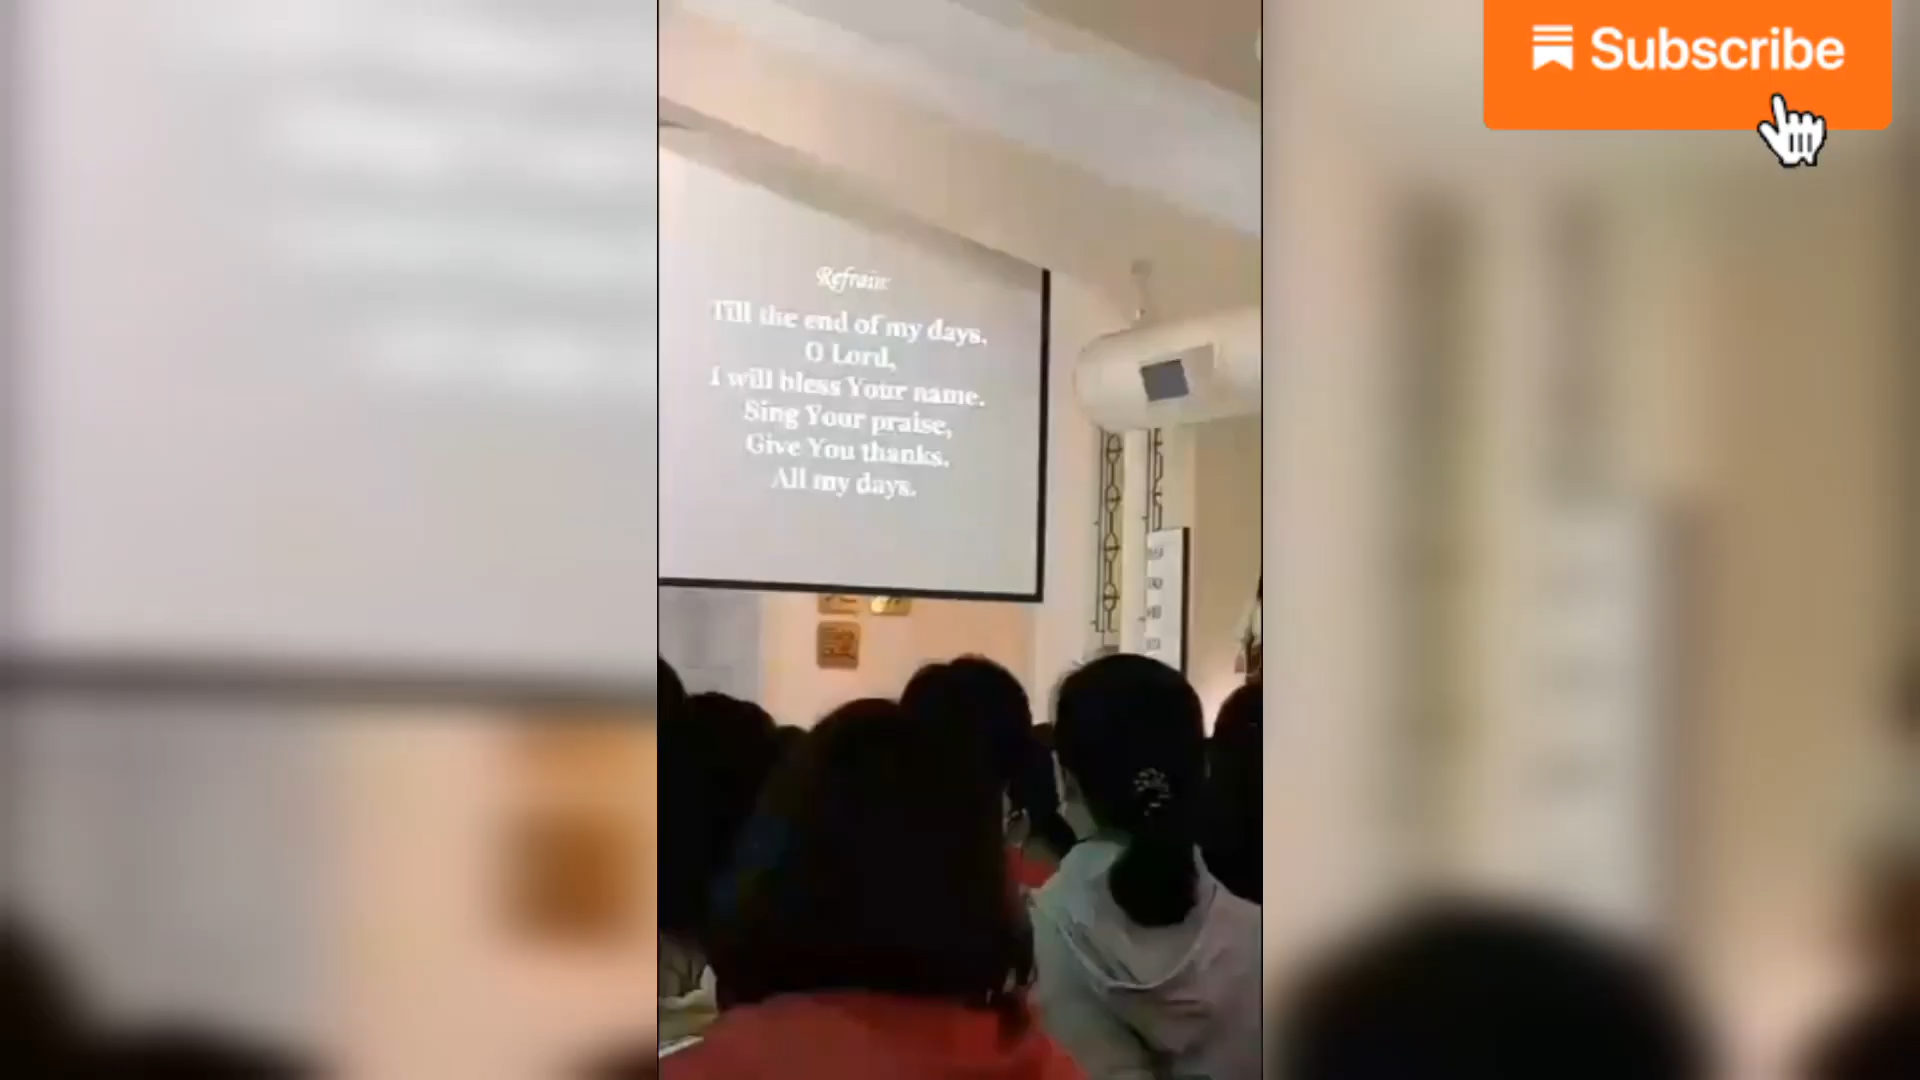 Subscribe
Refrain:
Till the end of my days,
O Lord,
I will bless Your name.
Sing Your praise,
Give You thanks.
All my days.